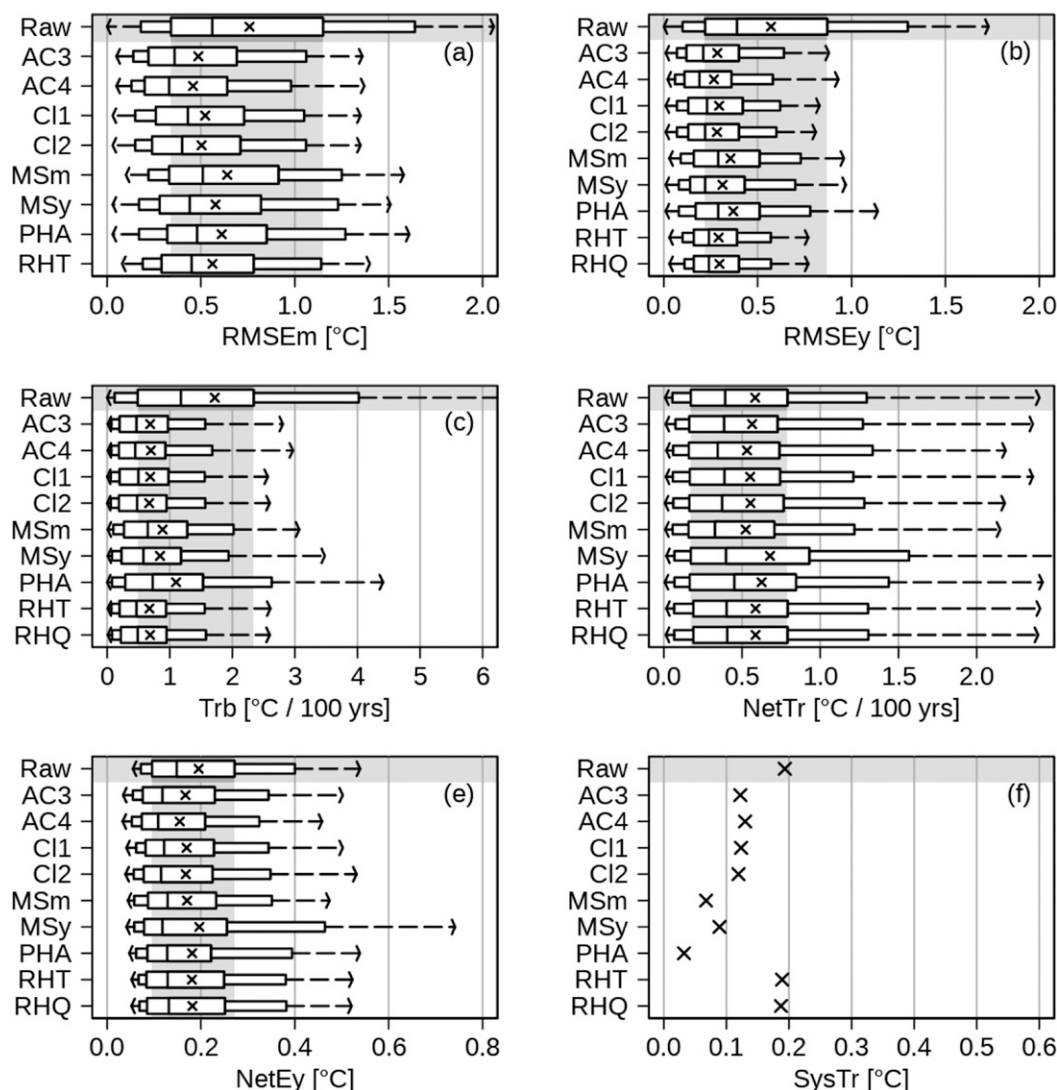 Raw
AC3
AC4
Cl1
Cl2
MSm
MSy
PHA
RHT
(a)
0.0 0.5 1.0 1.5 2.0
RMSEm [°C]
Raw
AC3
AC4
Cl1
Cl2
MSm
MSy
PHA
RHT
RHQ
(b)
0.0 0.5 1.0 1.5 2.0
RMSEy [°C]
Raw
AC3
AC4
Cl1
Cl2
MSm
MSy
PHA
RHT
RHQ
(c)
0 1 2 3 4 5 6
Trb [°C / 100 yrs]
Raw
AC3
AC4
Cl1
Cl2
MSm
MSy
PHA
RHT
RHQ
0.0 0.5 1.0 1.5 2.0
NetTr [°C / 100 yrs]
Raw
AC3
AC4
Cl1
Cl2
MSm
MSy
PHA
RHT
RHQ
(e)
0.0 0.2 0.4 0.6 0.8
NetEy [°C]
Raw
AC3
AC4
Cl1
Cl2
MSm
MSy
PHA
RHT
RHQ
(f)
0.0 0.1 0.2 0.3 0.4 0.5 0.6
SysTr [°C]